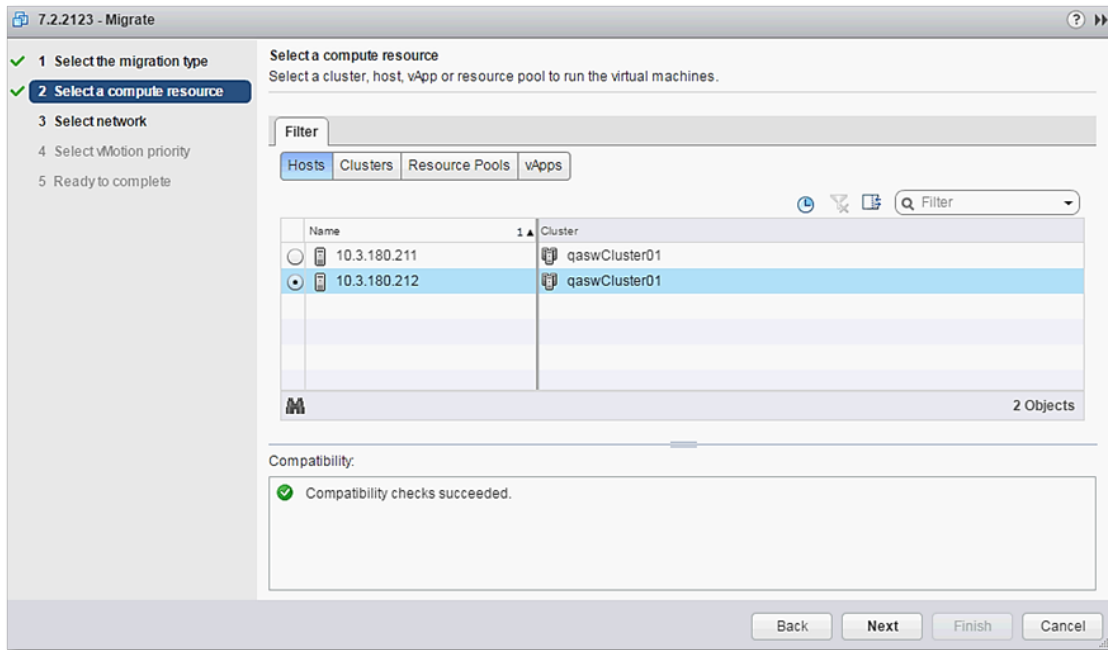 7.2.2123 - Migrate
?
1 Select the migration type
2 Select a compute resource
3 Select network
4 Select vMotion priority
5 Ready to complete
Select a compute resource
Select a cluster, host, vApp or resource pool to run the virtual machines.
Filter
Hosts Clusters Resource Pools vApps
Filter
Name 1 Cluster
10.3.180.211 qaswCluster01
10.3.180.212 qaswCluster01
2 Objects
Compatibility:
Compatibility checks succeeded.
Back Next Finish Cancel